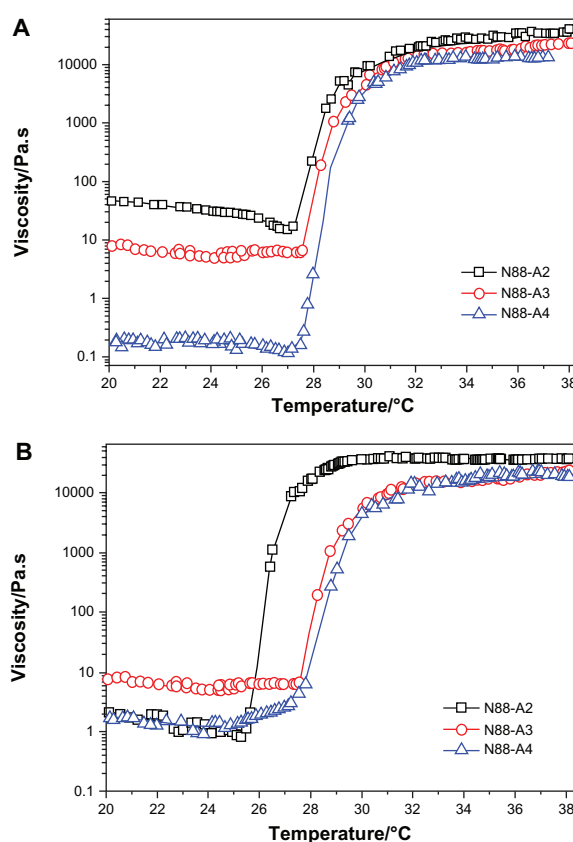 A
Viscosity/Pa.s
10000
1000
100
10
1
0.1
N88-A2
N88-A3
N88-A4
20 22 24 26 28 30 32 34 36 38
Temperature/°C
B
Viscosity/Pa.s
10000
1000
100
10
1
0.1
N88-A2
N88-A3
N88-A4
20 22 24 26 28 30 32 34 36 38
Temperature/°C